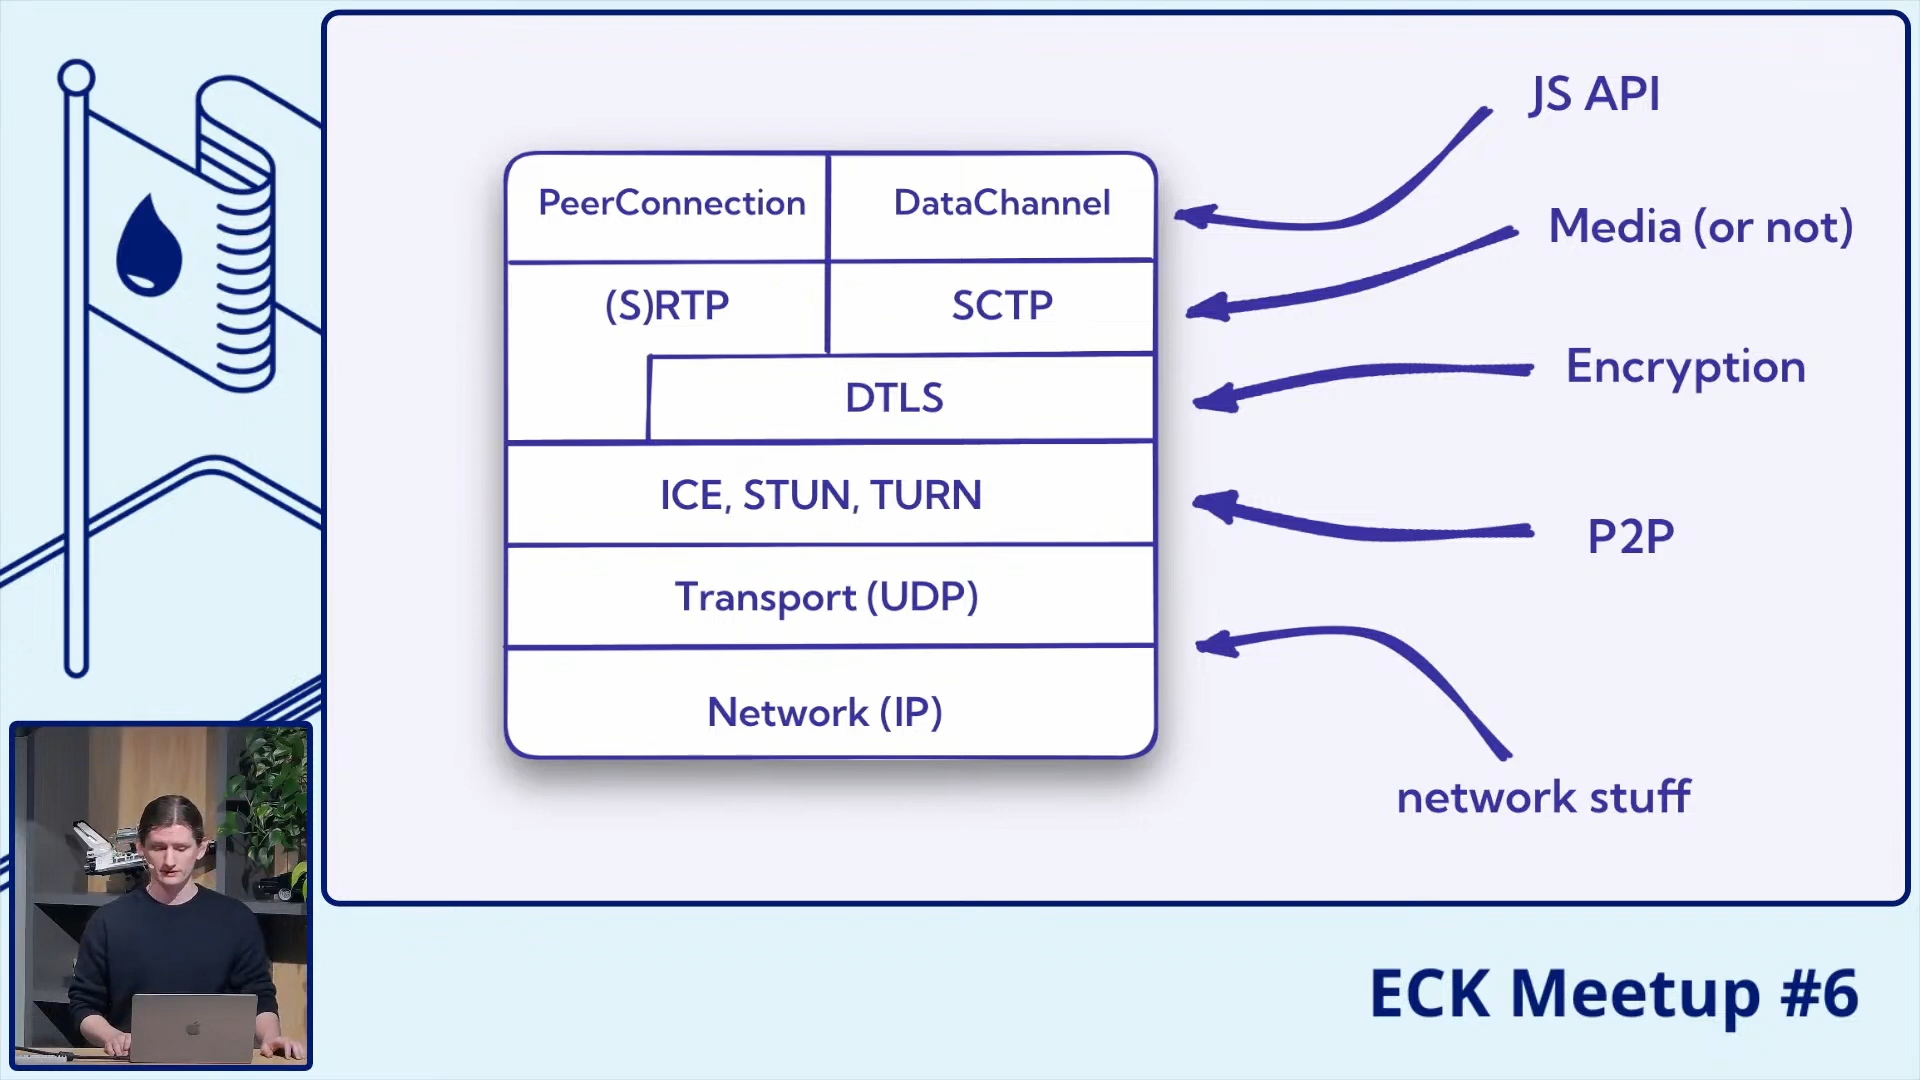 JS API
PeerConnection
DataChannel
Media (or not)
(S)RTP
SCTP
Encryption
DTLS
ICE, STUN, TURN
P2P
Transport (UDP)
Network (IP)
network stuff
ECK Meetup #6